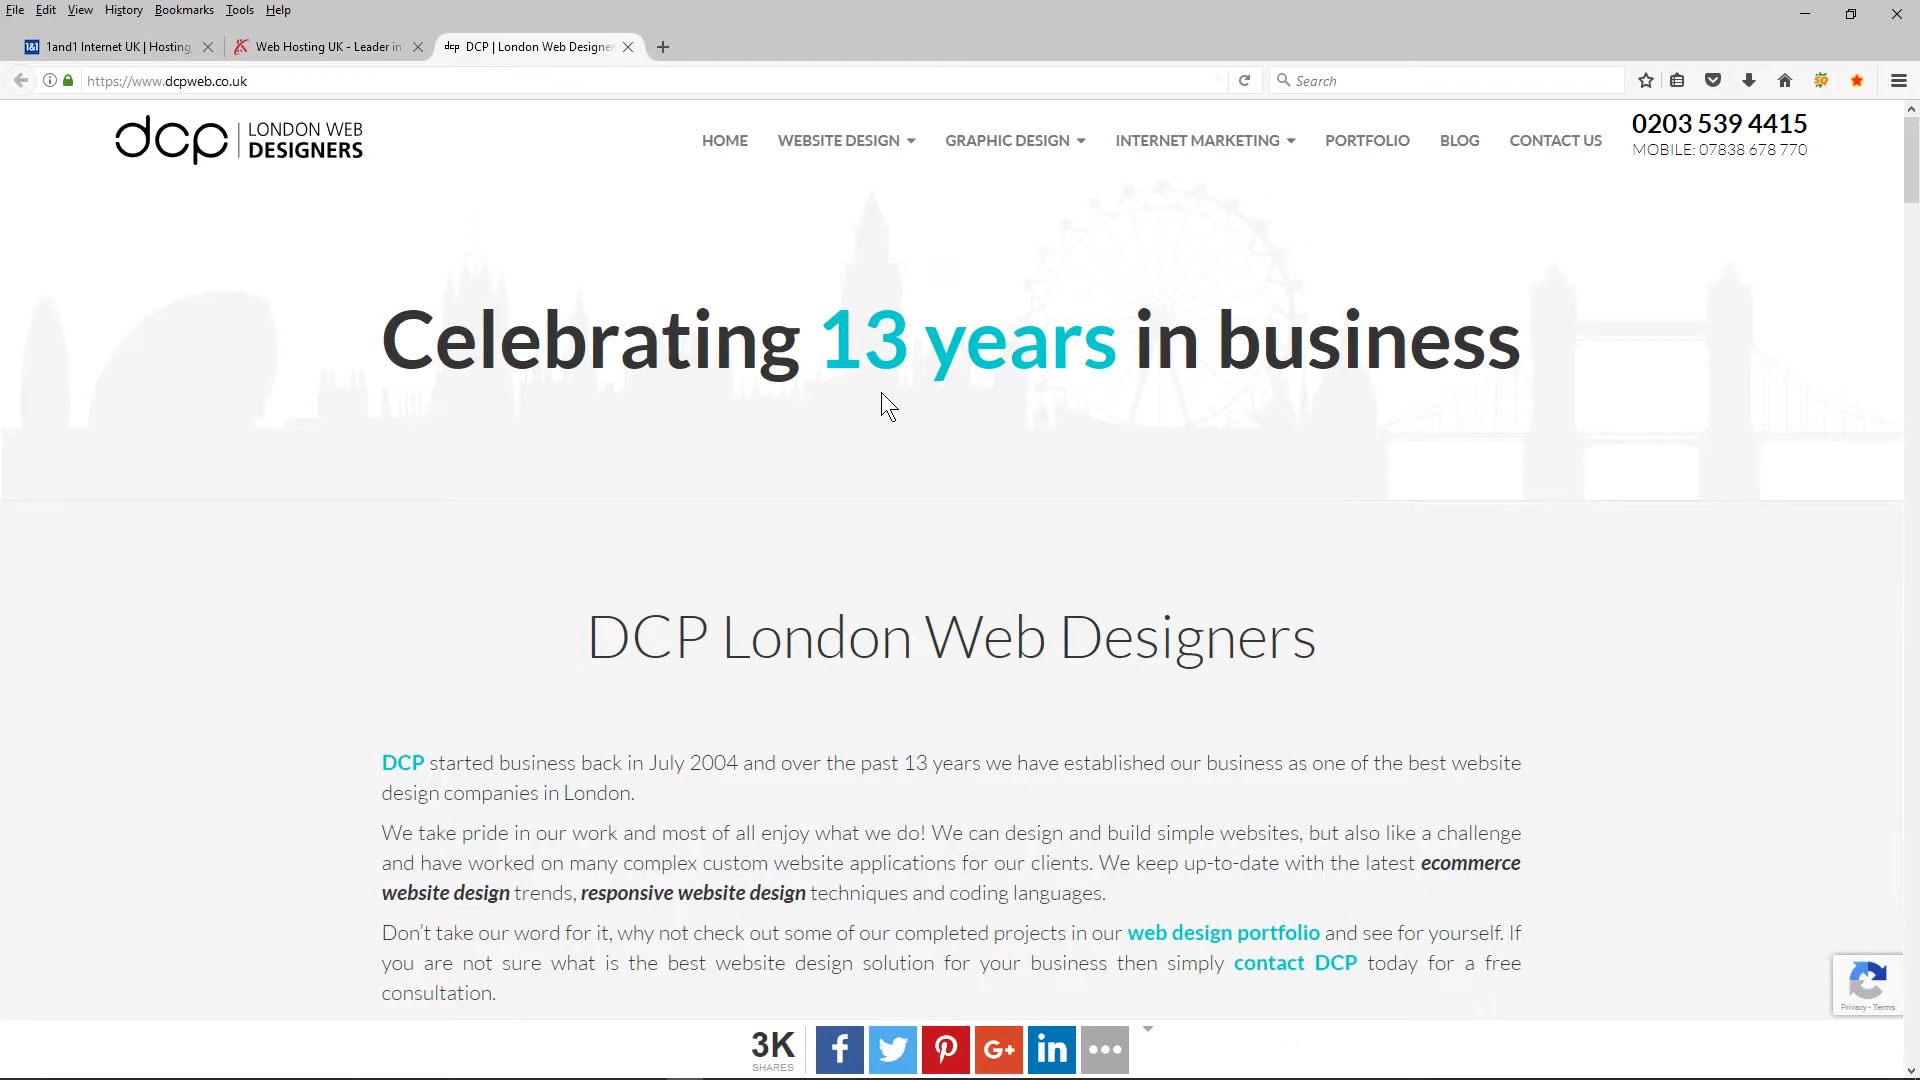 File Edit View History Bookmarks Tools Help
1and1 Internet UK | Hosting,
Web Hosting UK - Leader in
dcp DCP | London Web Designer
https://www.dcpweb.co.uk
Search
dcp LONDON WEB
DESIGNERS
HOME WEBSITE DESIGN GRAPHIC DESIGN INTERNET MARKETING PORTFOLIO BLOG CONTACT US
0203 539 4415
MOBILE: 07838 678 770
Celebrating 13 years in business
DCP London Web Designers
DCP started business back in July 2004 and over the past 13 years we have established our business as one of the best website
design companies in London.
We take pride in our work and most of all enjoy what we do! We can design and build simple websites, but also like a challenge
and have worked on many complex custom website applications for our clients. We keep up-to-date with the latest ecommerce
website design trends, responsive website design techniques and coding languages.
Don't take our word for it, why not check out some of our completed projects in our web design portfolio and see for yourself. If
you are not sure what is the best website design solution for your business then simply contact DCP today for a free
consultation.
Privacy - Terms
3K
SHARES
f
G+
in